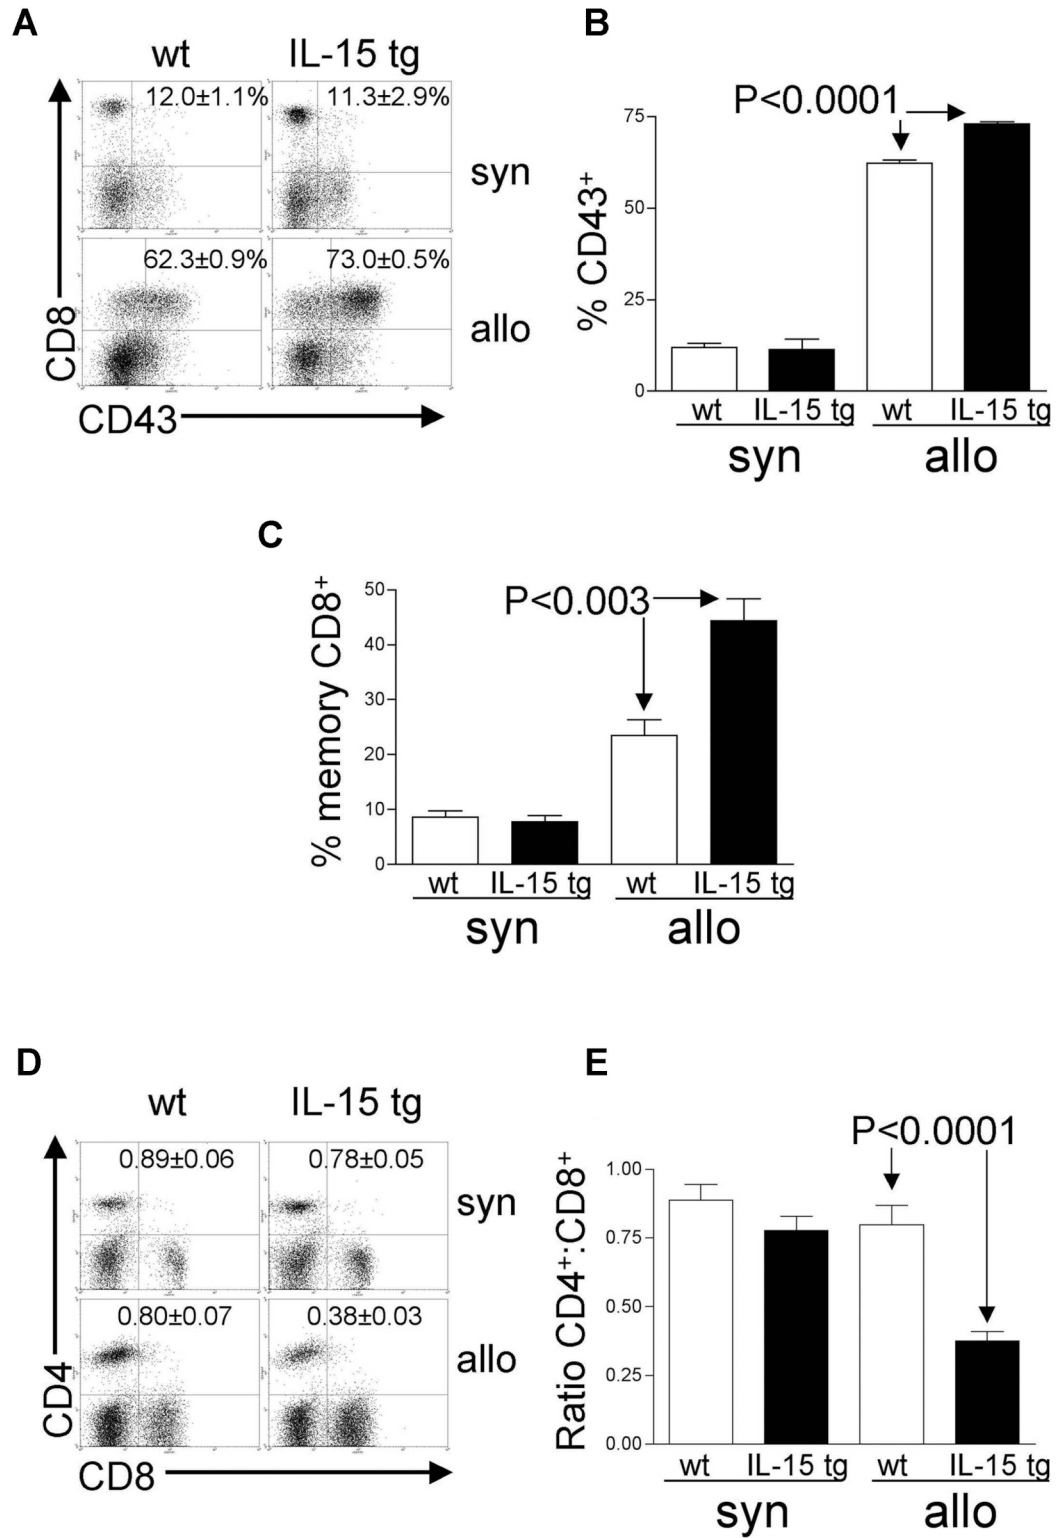 A
wt IL-15 tg
12.0±1.1% 11.3±2.9%
syn
62.3±0.9% 73.0±0.5%
allo
CD8
CD43
B
P<0.0001
% CD43⁺
75
50
25
0
wt IL-15 tg wt IL-15 tg
syn allo
C
P<0.003
% memory CD8⁺
50
40
30
20
10
0
wt IL-15 tg wt IL-15 tg
syn allo
D
wt IL-15 tg
0.89±0.06 0.78±0.05
syn
0.80±0.07 0.38±0.03
allo
CD4
CD8
E
P<0.0001
Ratio CD4⁺:CD8⁺
1.00
0.75
0.50
0.25
0.00
wt IL-15 tg wt IL-15 tg
syn allo